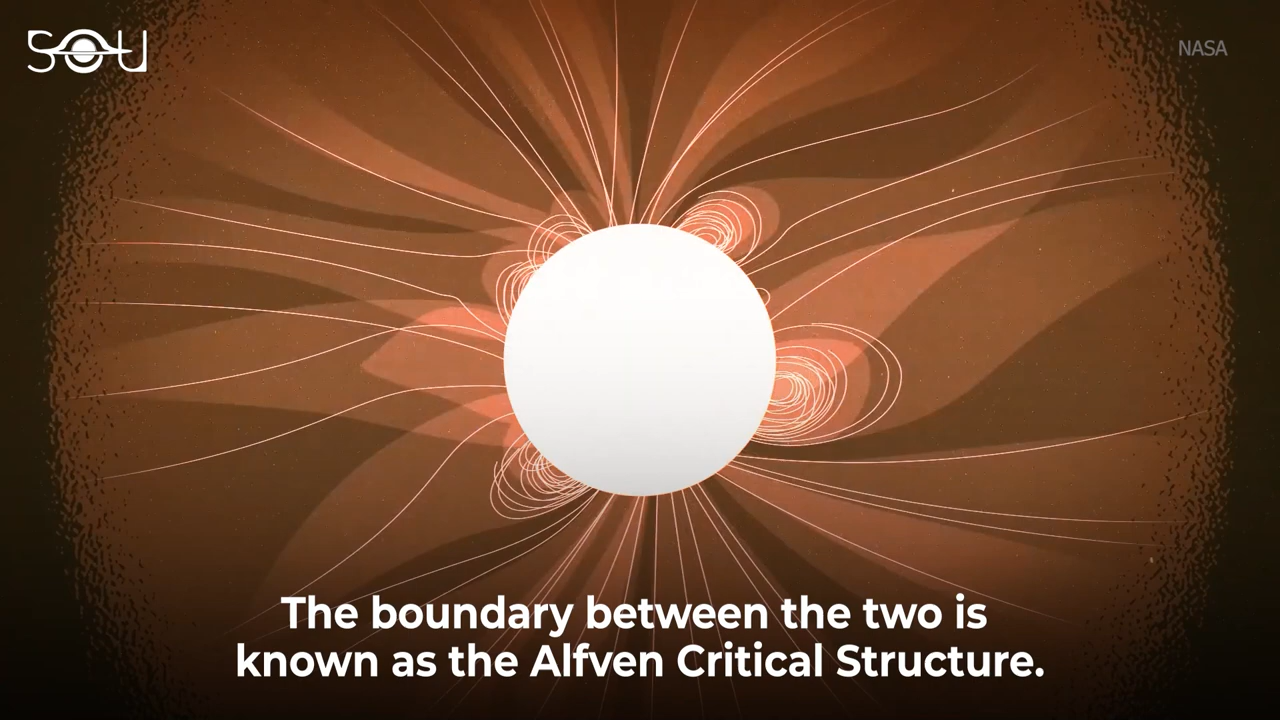 SOU
NASA
The boundary between the two is
known as the Alfven Critical Structure.